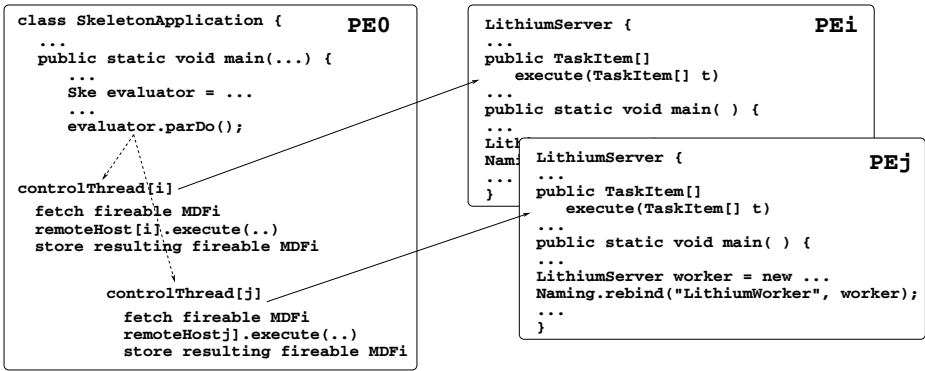 class SkeletonApplication {
PE0
...
public static void main(...) {
...
Ske evaluator = ...
...
evaluator.parDo();
controlThread[i]
fetch fireable MDFi
remoteHost[i].execute(..)
store resulting fireable MDFi
controlThread[j]
fetch fireable MDFi
remoteHostj].execute(..)
store resulting fireable MDFi
LithiumServer {
PEi
...
public TaskItem[]
execute(TaskItem[] t)
...
public static void main( ) {
...
Lith
Nami
...
}
LithiumServer {
PEj
...
public TaskItem[]
execute(TaskItem[] t)
...
public static void main( ) {
...
LithiumServer worker = new ...
Naming.rebind("LithiumWorker", worker);
...
}